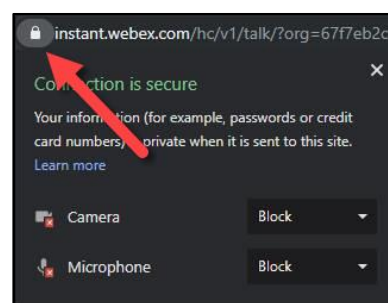 instant.webex.com/hc/v1/talk/?org=67f7eb2c
Connection is secure
Your information (for example, passwords or credit
card numbers) private when it is sent to this site.
Learn more
Camera Block
Microphone Block